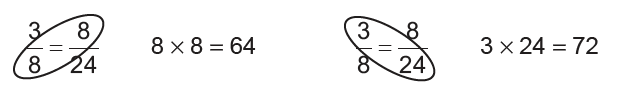 3/8 = 8/24 8 × 8 = 64 3/8 = 8/24 3 × 24 = 72